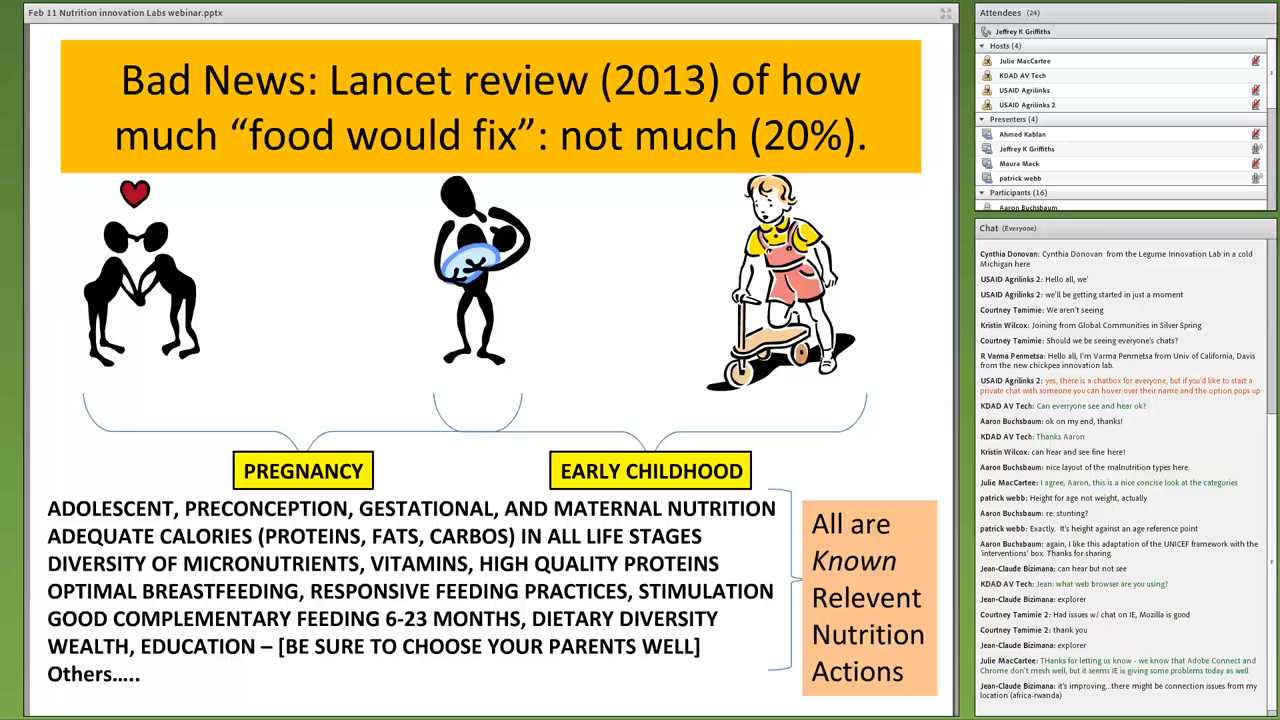 Feb 11 Nutrition innovation Labs webinar.pptx
Bad News: Lancet review (2013) of how
much “food would fix”: not much (20%).
PREGNANCY
EARLY CHILDHOOD
ADOLESCENT, PRECONCEPTION, GESTATIONAL, AND MATERNAL NUTRITION
ADEQUATE CALORIES (PROTEINS, FATS, CARBOS) IN ALL LIFE STAGES
DIVERSITY OF MICRONUTRIENTS, VITAMINS, HIGH QUALITY PROTEINS
OPTIMAL BREASTFEEDING, RESPONSIVE FEEDING PRACTICES, STIMULATION
GOOD COMPLEMENTARY FEEDING 6-23 MONTHS, DIETARY DIVERSITY
WEALTH, EDUCATION – [BE SURE TO CHOOSE YOUR PARENTS WELL]
Others…..
All are
Known
Relevent
Nutrition
Actions
Attendees (24)
Jeffrey K Griffiths
Hosts (4)
Julie MacCartee
KDAD AV Tech
USAID Agrilinks
USAID Agrilinks 2
Presenters (4)
Ahmed Kablan
Jeffrey K Griffiths
Maura Mack
patrick webb
Participants (16)
Aaron Buchsbaum
Chat (Everyone)
Cynthia Donovan: Cynthia Donovan from the Legume Innovation Lab in a cold
Michigan here
USAID Agrilinks 2: Hello all, we'
USAID Agrilinks 2: we'll be getting started in just a moment
Courtney Tamimie: We aren't seeing
Kristin Wilcox: Joining from Global Communities in Silver Spring
Courtney Tamimie: Should we be seeing everyone's chats?
R Varma Penmetsa: Hello all, I'm Varma Penmetsa from Univ of California, Davis
from the new chickpea innovation lab.
USAID Agrilinks 2: yes, there is a chatbox for everyone, but if you'd like to start a
private chat with someone you can hover over their name and the option pops up
KDAD AV Tech: Can everyone see and hear ok?
Aaron Buchsbaum: ok on my end, thanks!
KDAD AV Tech: Thanks Aaron
Kristin Wilcox: can hear and see fine here!
Aaron Buchsbaum: nice layout of the malnutrition types here.
Julie MacCartee: I agree, Aaron, this is a nice concise look at the categories
patrick webb: Height for age not weight, actually
Aaron Buchsbaum: re: stunting?
patrick webb: Exactly. It's height against an age reference point
Aaron Buchsbaum: again, I like this adaptation of the UNICEF framework with the
'interventions' box. Thanks for sharing.
Jean-Claude Bizimana: can hear but not see
KDAD AV Tech: Jean: what web browser are you using?
Jean-Claude Bizimana: explorer
Courtney Tamimie 2: Had issues w/ chat on IE, Mozilla is good
Courtney Tamimie 2: thank you
Jean-Claude Bizimana: explorer
Julie MacCartee: THanks for letting us know - we know that Adobe Connect and
Chrome don't mesh well, but it seems IE is giving some problems today as well
Jean-Claude Bizimana: it's improving...there might be connection issues from my
location (africa-rwanda)